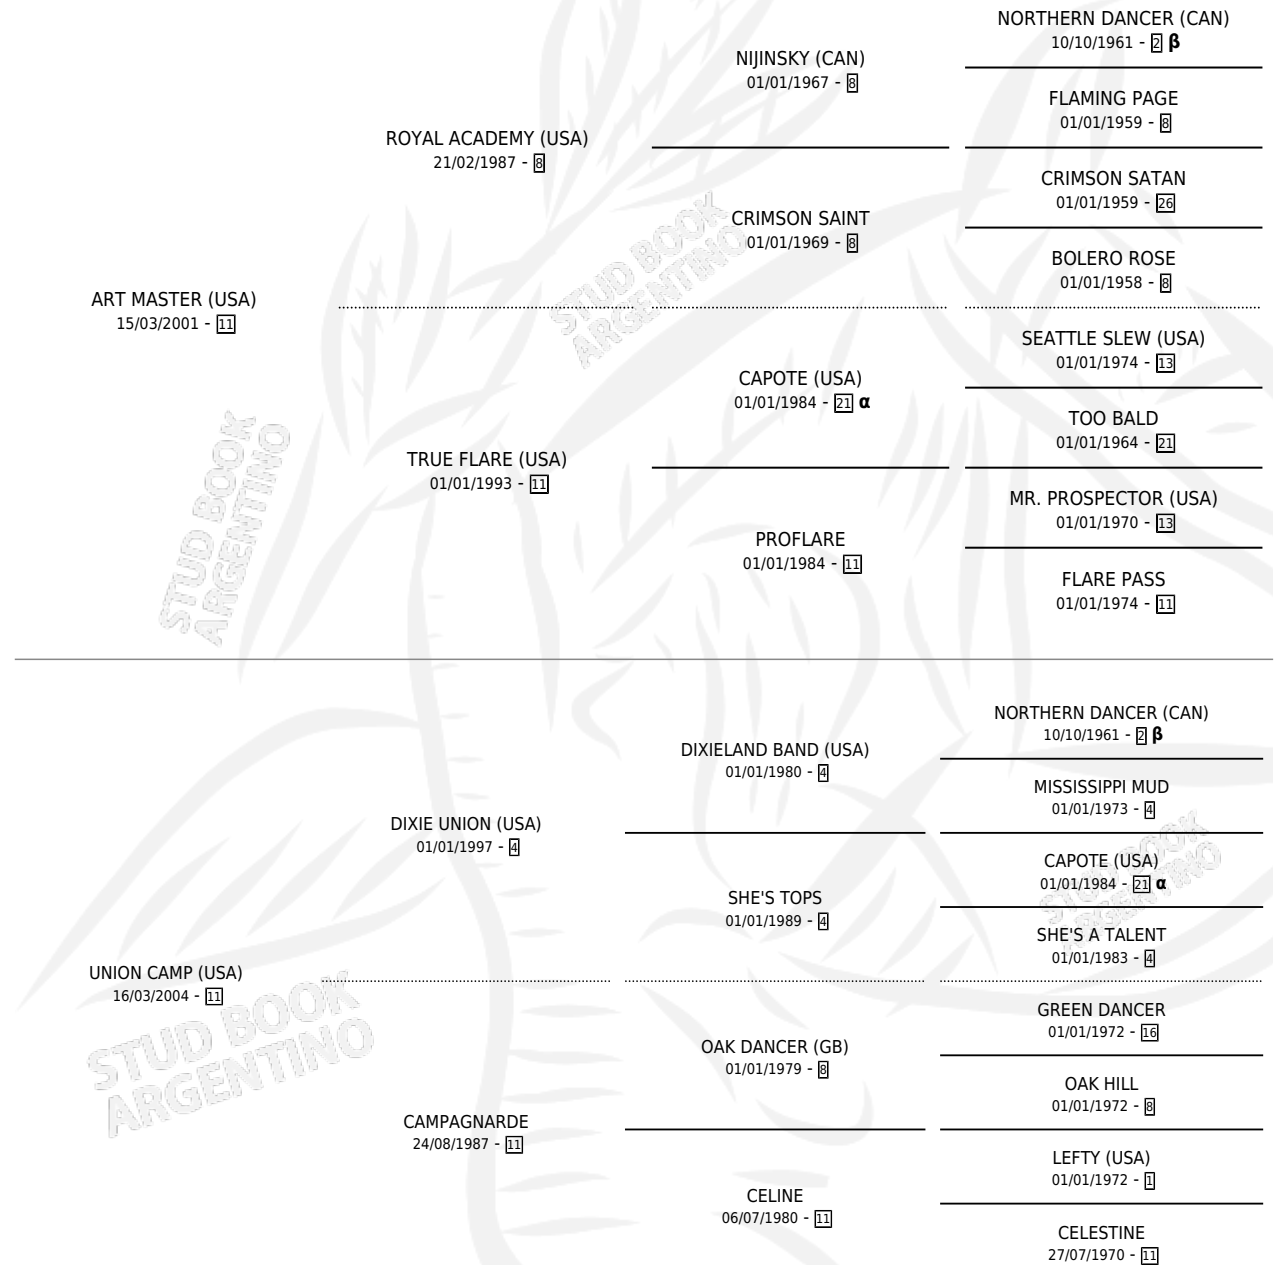 NORTHERN DANCER (CAN)
10/10/1961 - 2 β
NIJINSKY (CAN)
01/01/1967 - 8
FLAMING PAGE
01/01/1959 - 8
ROYAL ACADEMY (USA)
21/02/1987 - 8
CRIMSON SATAN
01/01/1959 - 26
CRIMSON SAINT
01/01/1969 - 8
BOLERO ROSE
01/01/1958 - 8
ART MASTER (USA)
15/03/2001 - 11
SEATTLE SLEW (USA)
01/01/1974 - 13
CAPOTE (USA)
01/01/1984 - 21 α
TOO BALD
01/01/1964 - 21
TRUE FLARE (USA)
01/01/1993 - 11
MR. PROSPECTOR (USA)
01/01/1970 - 13
PROFLARE
01/01/1984 - 11
FLARE PASS
01/01/1974 - 11
STUD BOOK
ARGENTINO
STUD BOOK
ARGENTINO
NORTHERN DANCER (CAN)
10/10/1961 - 2 β
DIXIELAND BAND (USA)
01/01/1980 - 4
MISSISSIPPI MUD
01/01/1973 - 4
DIXIE UNION (USA)
01/01/1997 - 4
CAPOTE (USA)
01/01/1984 - 21 α
SHE'S TOPS
01/01/1989 - 4
SHE'S A TALENT
01/01/1983 - 4
UNION CAMP (USA)
16/03/2004 - 11
GREEN DANCER
01/01/1972 - 16
OAK DANCER (GB)
01/01/1979 - 8
OAK HILL
01/01/1972 - 8
CAMPAGNARDE
24/08/1987 - 11
LEFTY (USA)
01/01/1972 - 1
CELINE
06/07/1980 - 11
CELESTINE
27/07/1970 - 11
STUD BOOK
ARGENTINO
STUD BOOK
ARGENTINO